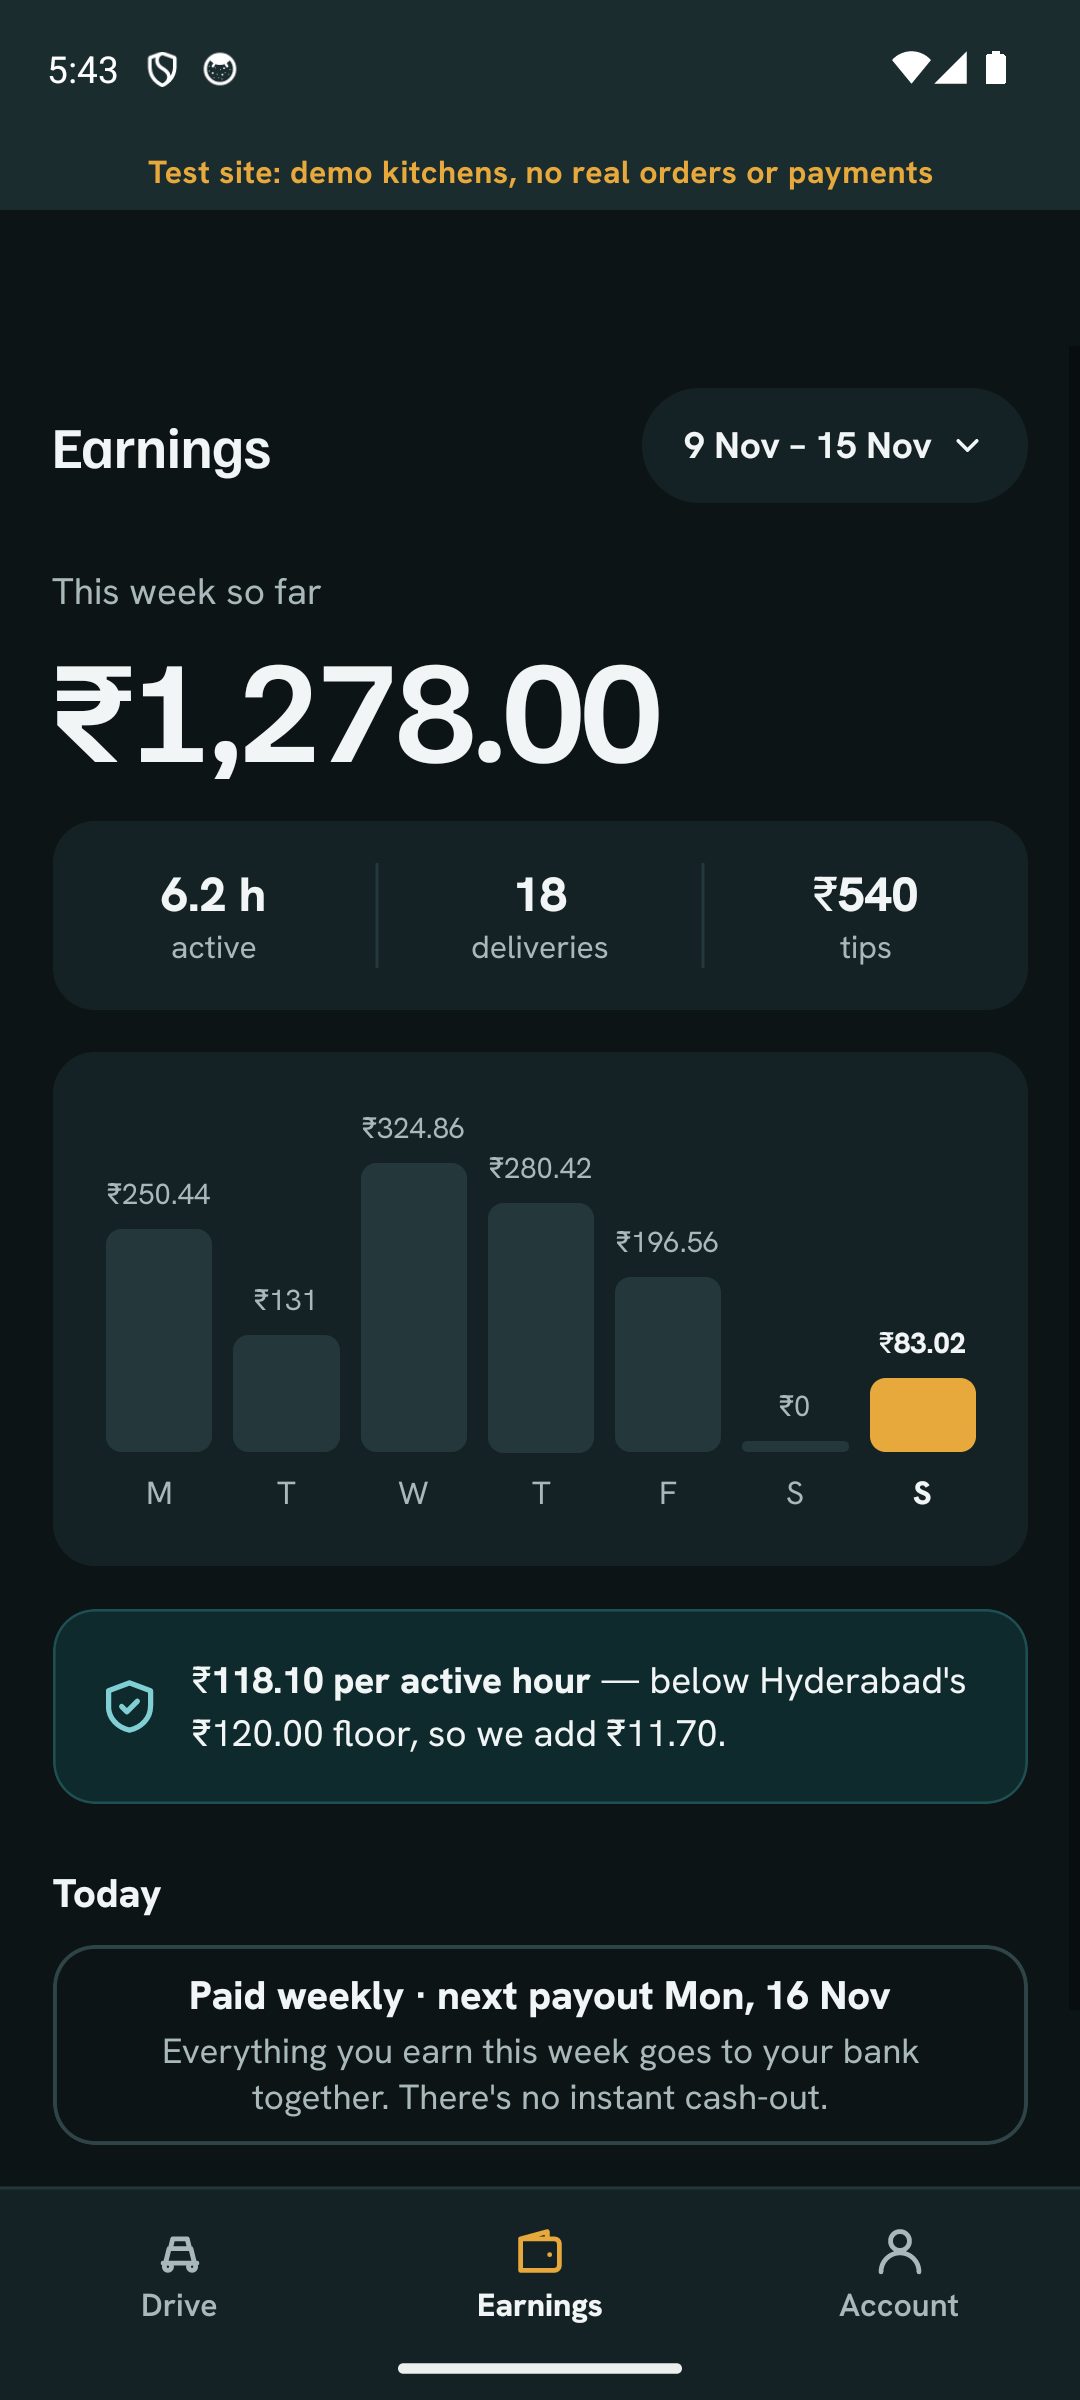 5:43
Test site: demo kitchens, no real orders or payments
Earnings
9 Nov – 15 Nov
This week so far
₹1,278.00
6.2 h
active
18
deliveries
₹540
tips
₹250.44
₹131
₹324.86
₹280.42
₹196.56
₹0
₹83.02
M
T
W
T
F
S
S
₹118.10 per active hour — below Hyderabad's
₹120.00 floor, so we add ₹11.70.
Today
Paid weekly · next payout Mon, 16 Nov
Everything you earn this week goes to your bank
together. There's no instant cash-out.
Drive
Earnings
Account